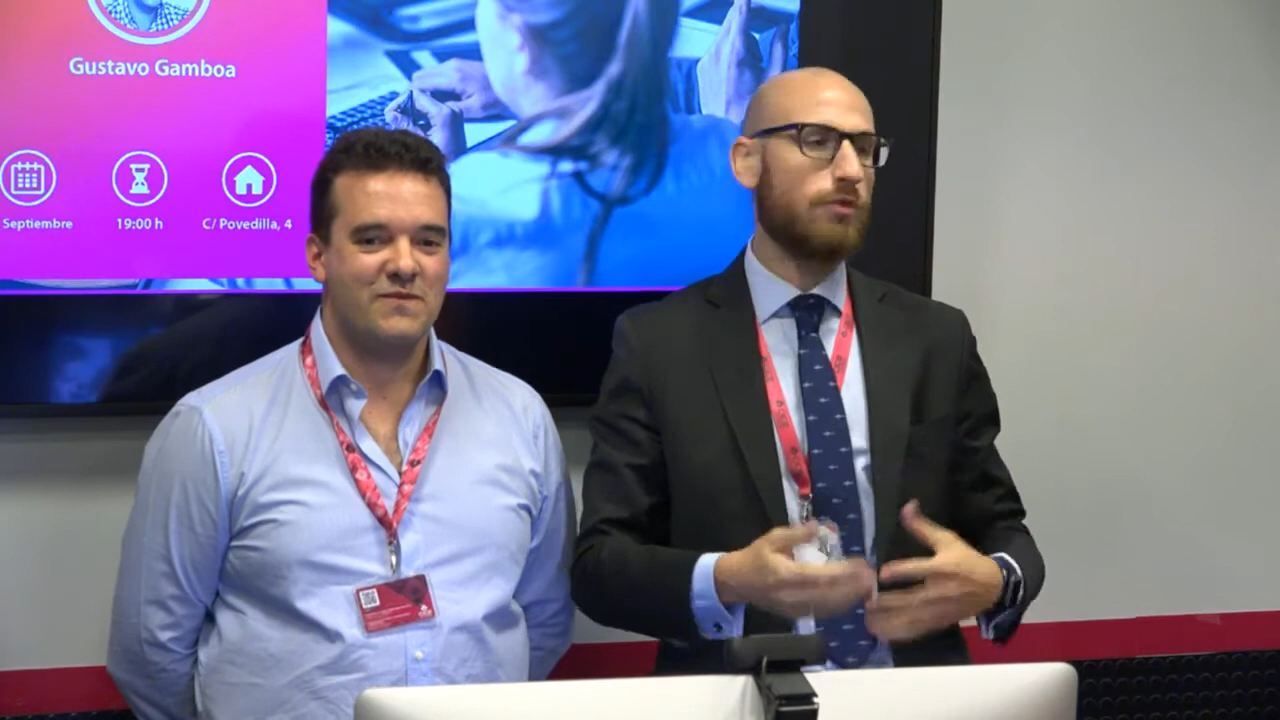 Gustavo Gamboa
Septiembre
19:00 h
C/ Povedilla, 4